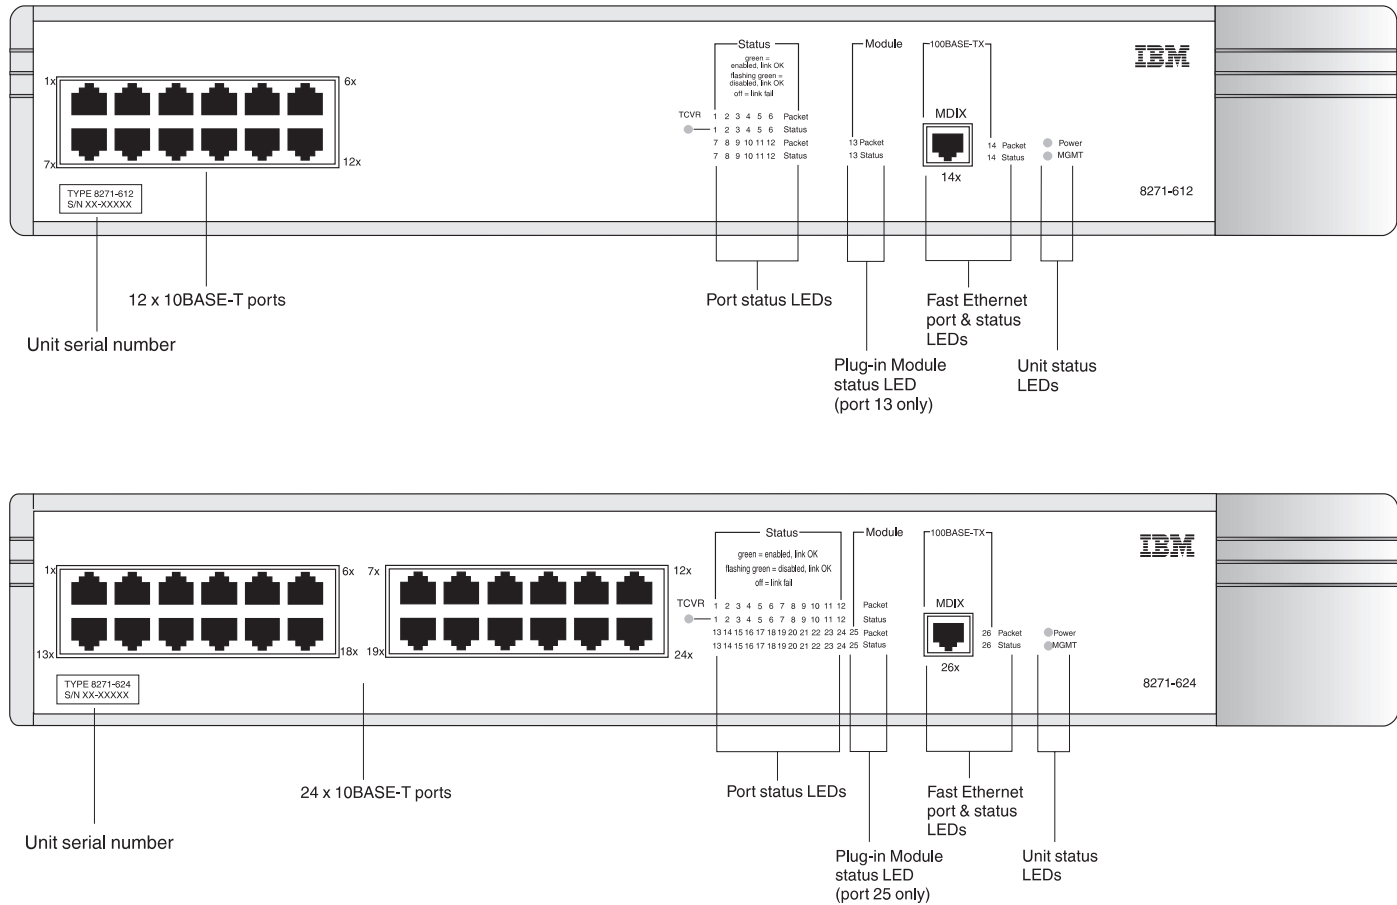 Status
Module
100BASE-TX
IBM
green =
enabled, link OK
flashing green =
disabled, link OK
off = link fail
1x
6x
MDIX
TCVR
1 2 3 4 5 6 Packet
1 2 3 4 5 6 Status
7 8 9 10 11 12 Packet
7 8 9 10 11 12 Status
13 Packet
13 Status
14 Packet
14 Status
Power
MGMT
7x
12x
14x
TYPE 8271-612
S/N XX-XXXXX
8271-612
12 x 10BASE-T ports
Unit serial number
Port status LEDs
Fast Ethernet
port & status
LEDs
Plug-in Module
status LED
(port 13 only)
Unit status
LEDs
Status
Module
100BASE-TX
IBM
green = enabled, link OK
flashing green = disabled, link OK
off = link fail
1x
6x
7x
12x
TCVR
1 2 3 4 5 6 7 8 9 10 11 12 Packet
1 2 3 4 5 6 7 8 9 10 11 12 Status
13 14 15 16 17 18 19 20 21 22 23 24 25 Packet
13 14 15 16 17 18 19 20 21 22 23 24 25 Status
MDIX
26 Packet
26 Status
Power
MGMT
13x
18x
19x
24x
26x
TYPE 8271-624
S/N XX-XXXXX
8271-624
24 x 10BASE-T ports
Unit serial number
Port status LEDs
Fast Ethernet
port & status
LEDs
Plug-in Module
status LED
(port 25 only)
Unit status
LEDs